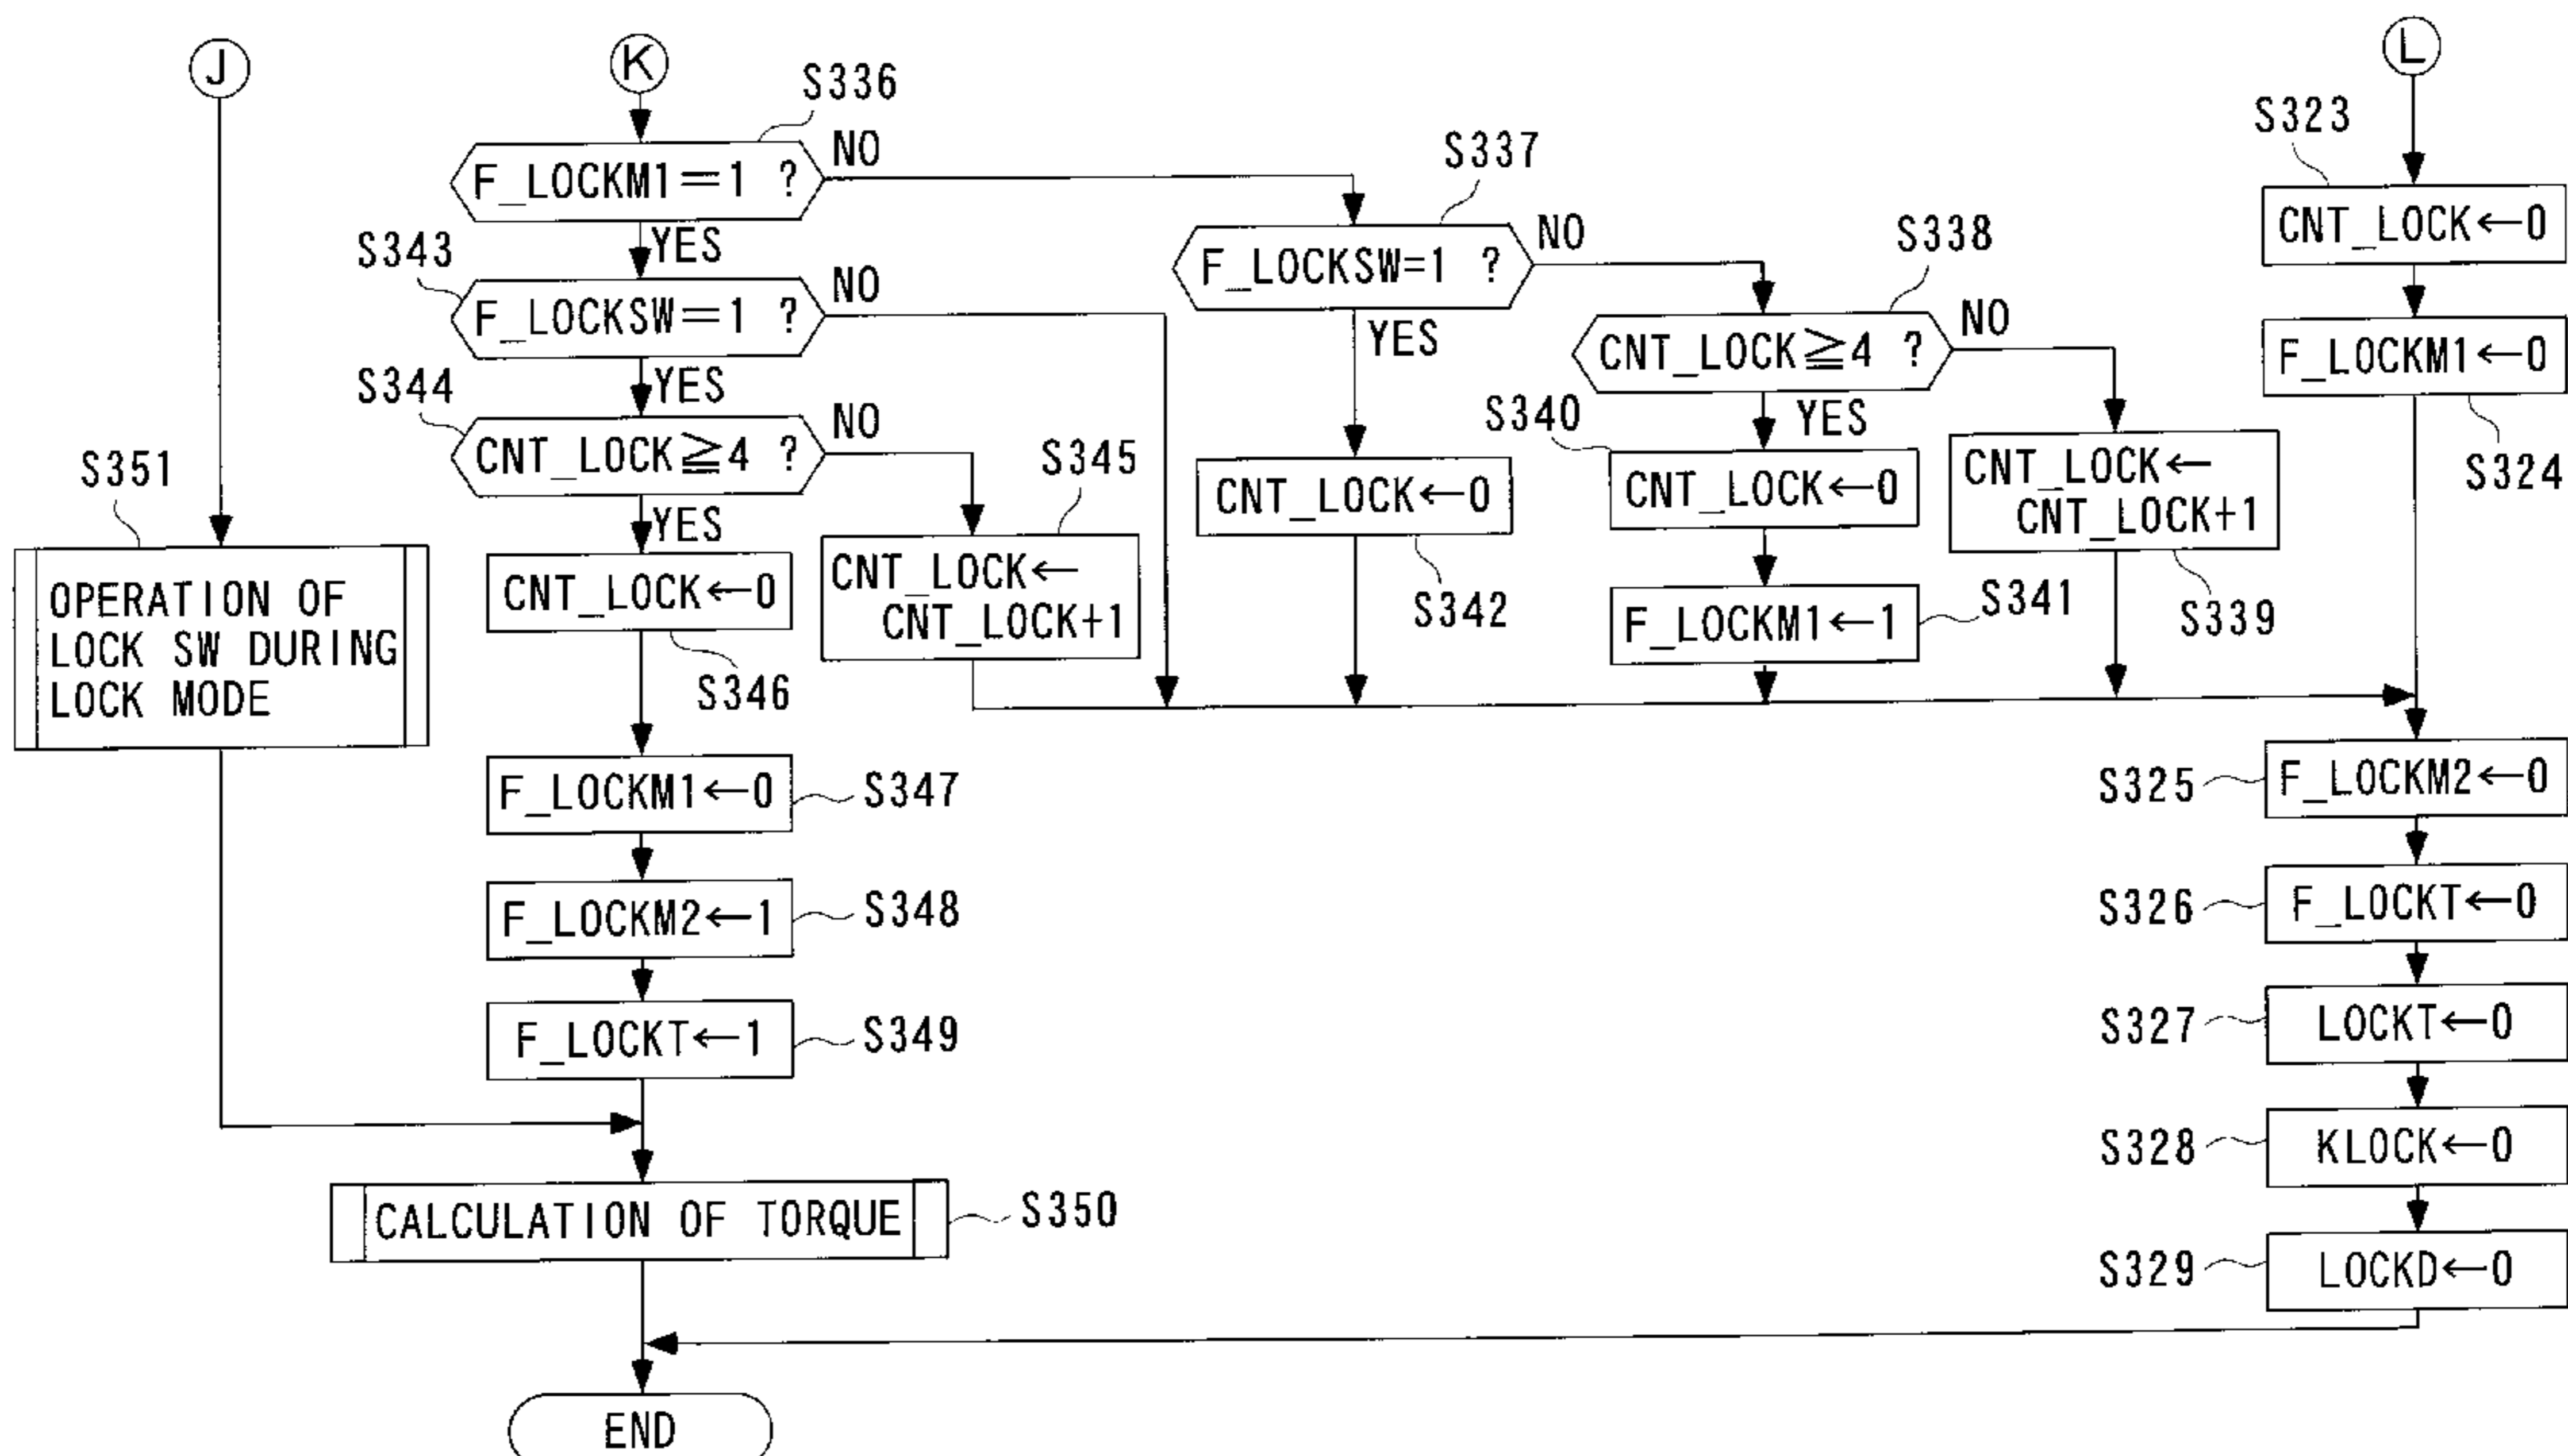 J
K
L
S336
F_LOCKM1=1 ?
NO
YES
S343
F_LOCKSW=1 ?
NO
YES
S344
CNT_LOCK≧4 ?
NO
YES
S345
CNT_LOCK←
CNT_LOCK+1
CNT_LOCK←0
S346
F_LOCKM1←0
S347
F_LOCKM2←1
S348
F_LOCKT←1
S349
S351
OPERATION OF
LOCK SW DURING
LOCK MODE
CALCULATION OF TORQUE
S350
END
S337
F_LOCKSW=1 ?
NO
YES
CNT_LOCK←0
S342
S338
CNT_LOCK≧4 ?
NO
YES
S340
CNT_LOCK←0
F_LOCKM1←1
S341
CNT_LOCK←
CNT_LOCK+1
S339
S323
CNT_LOCK←0
F_LOCKM1←0
S324
S325
F_LOCKM2←0
S326
F_LOCKT←0
S327
LOCKT←0
S328
KLOCK←0
S329
LOCKD←0